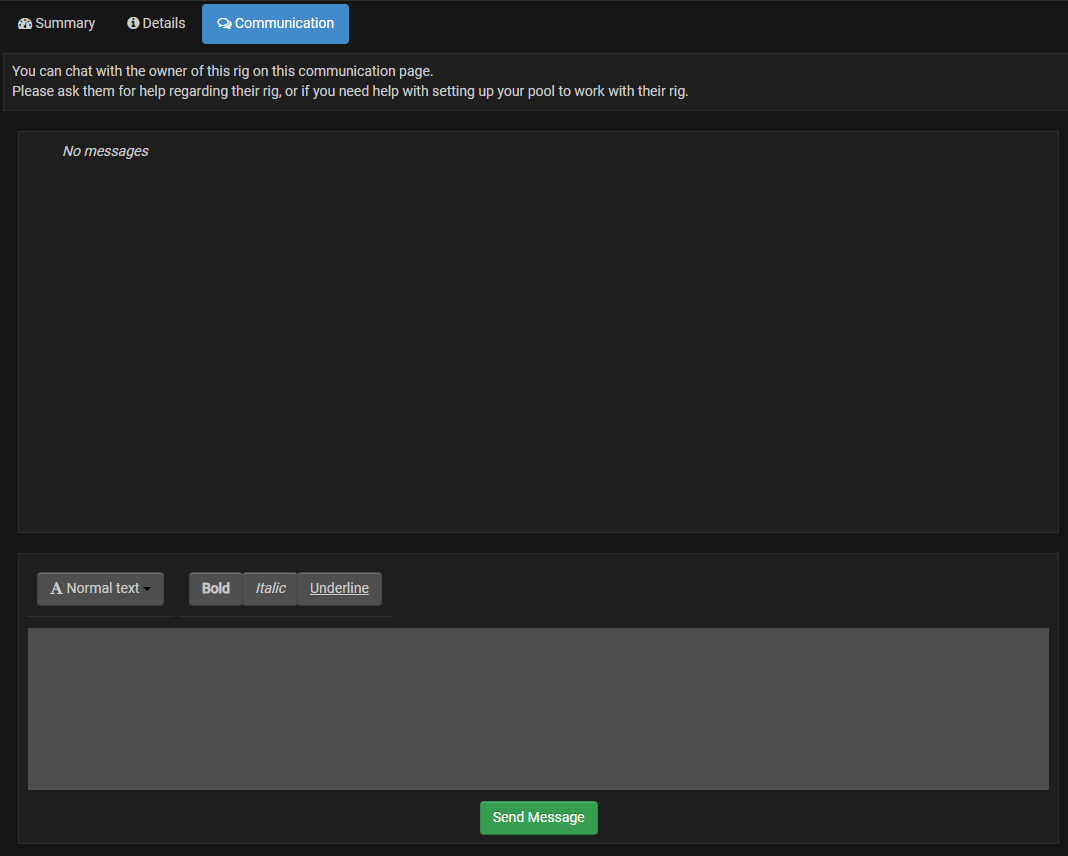 Summary Details Communication
You can chat with the owner of this rig on this communication page.
Please ask them for help regarding their rig, or if you need help with setting up your pool to work with their rig.
No messages
Normal text Bold Italic Underline
Send Message